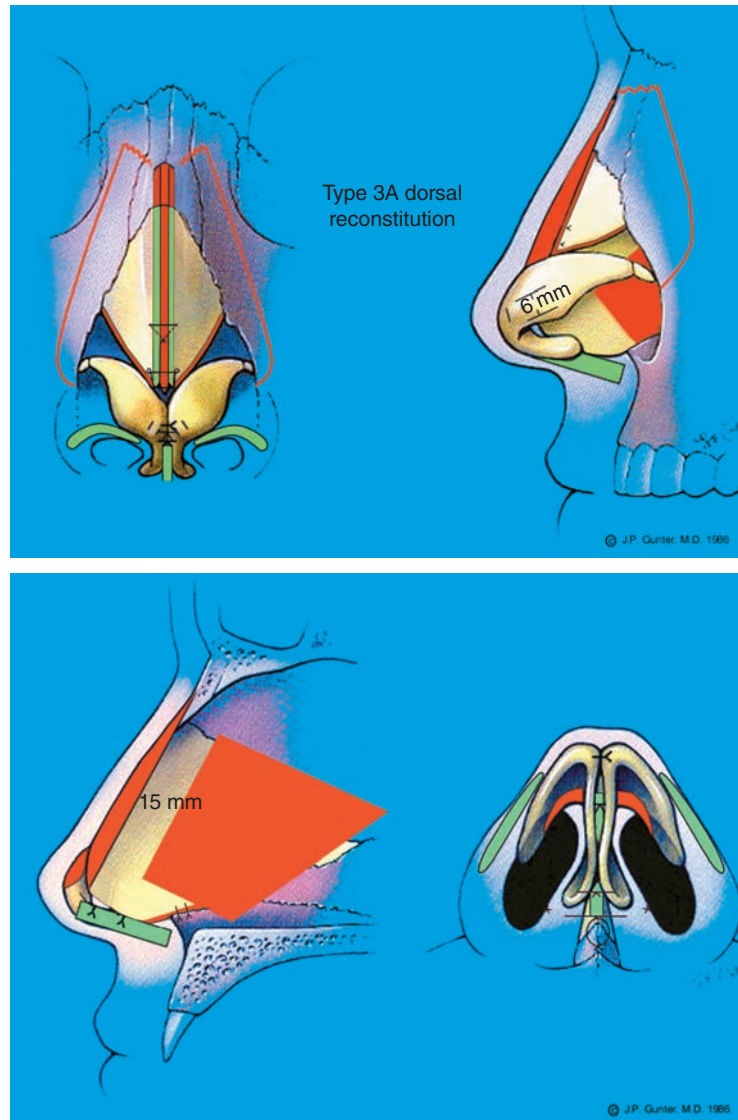 Type 3A dorsal
reconstitution
6 mm
© J.P. Gunter, M.D. 1986
15 mm
© J.P. Gunter, M.D. 1986